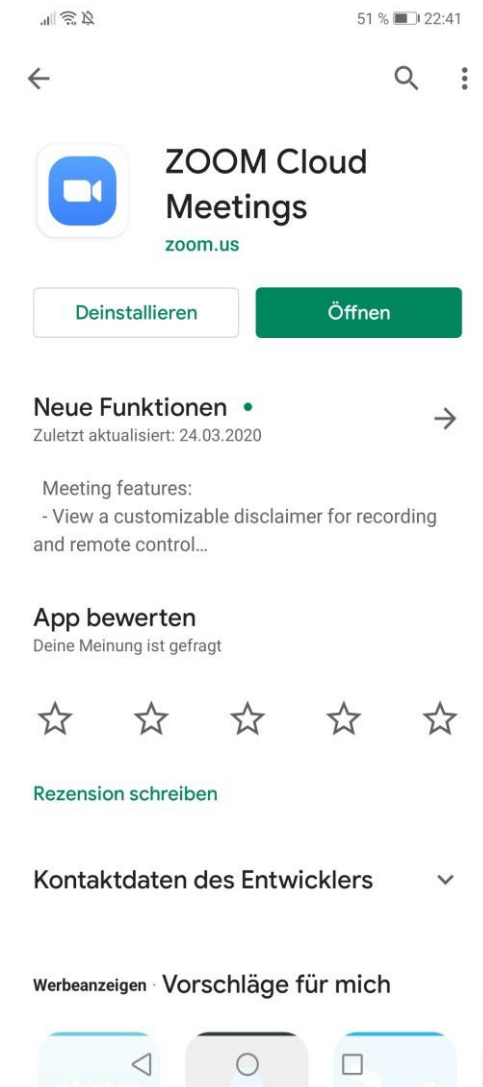 51 % 22:41
ZOOM Cloud
Meetings
zoom.us
Deinstallieren
Öffnen
Neue Funktionen •
Zuletzt aktualisiert: 24.03.2020
Meeting features:
- View a customizable disclaimer for recording
and remote control…
App bewerten
Deine Meinung ist gefragt
Rezension schreiben
Kontaktdaten des Entwicklers
Werbeanzeigen · Vorschläge für mich